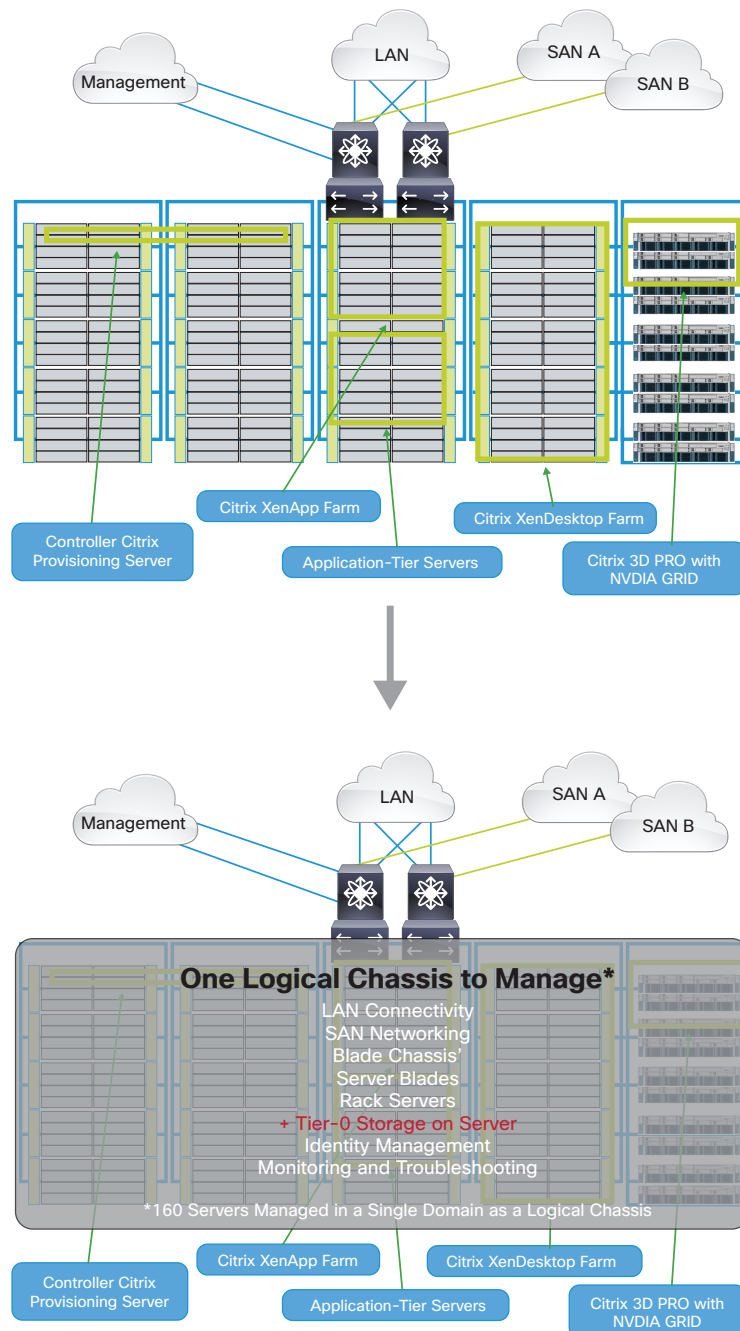 LAN
SAN A
Management
SAN B
Citrix XenApp Farm
Citrix XenDesktop Farm
Controller Citrix
Provisioning Server
Application-Tier Servers
Citrix 3D PRO with
NVDIA GRID
LAN
SAN A
Management
SAN B
One Logical Chassis to Manage*
LAN Connectivity
SAN Networking
Blade Chassis’
Server Blades
Rack Servers
+ Tier-0 Storage on Server
Identity Management
Monitoring and Troubleshooting
*160 Servers Managed in a Single Domain as a Logical Chassis
Citrix XenApp Farm
Citrix XenDesktop Farm
Controller Citrix
Provisioning Server
Application-Tier Servers
Citrix 3D PRO with
NVDIA GRID